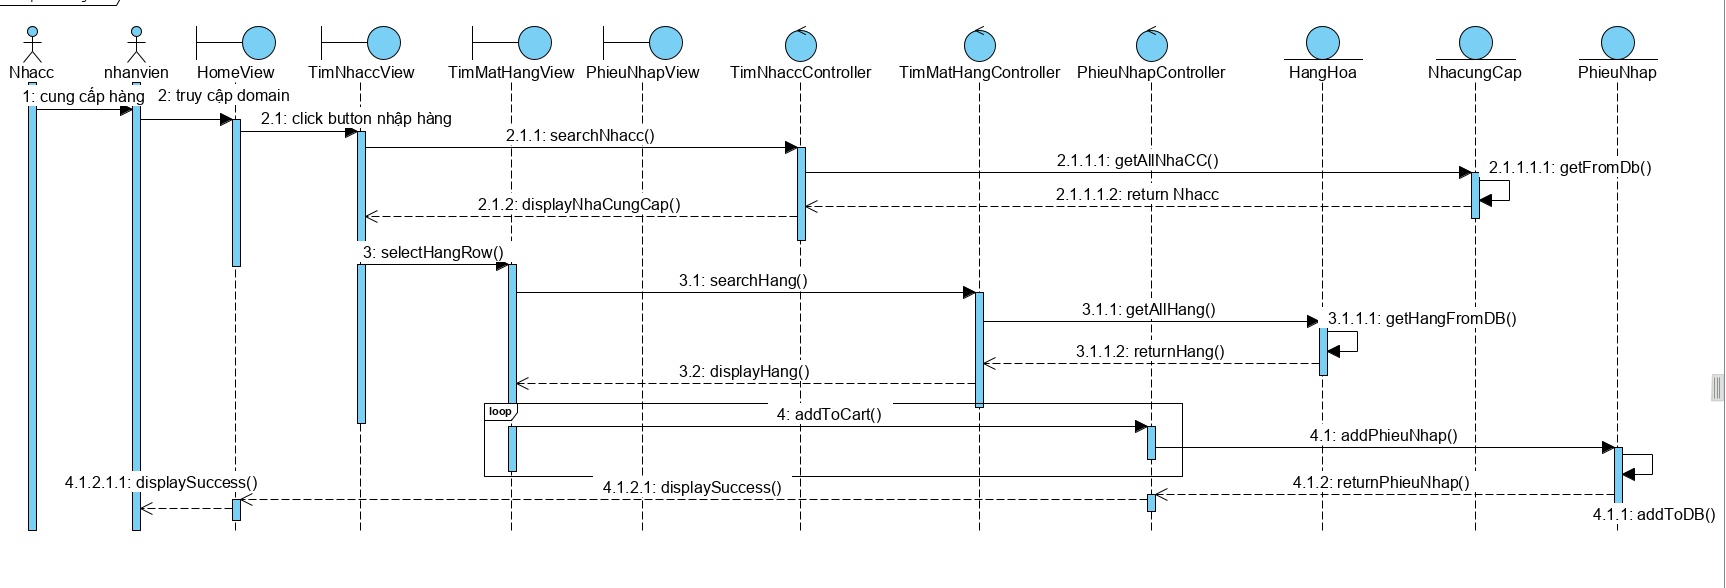 Nhacc
nhanvien
HomeView
TimNhaccView
TimMatHangView
PhieuNhapView
TimNhaccController
TimMatHangController
PhieuNhapController
HangHoa
NhacungCap
PhieuNhap
1: cung cấp hàng
2: truy cập domain
2.1: click button nhập hàng
2.1.1: searchNhacc()
2.1.1.1: getAllNhaCC()
2.1.1.1.1: getFromDb()
2.1.1.1.2: return Nhacc
2.1.2: displayNhaCungCap()
3: selectHangRow()
3.1: searchHang()
3.1.1: getAllHang()
3.1.1.1: getHangFromDB()
3.1.1.2: returnHang()
3.2: displayHang()
loop
4: addToCart()
4.1: addPhieuNhap()
4.1.2.1.1: displaySuccess()
4.1.2.1: displaySuccess()
4.1.2: returnPhieuNhap()
4.1.1: addToDB()